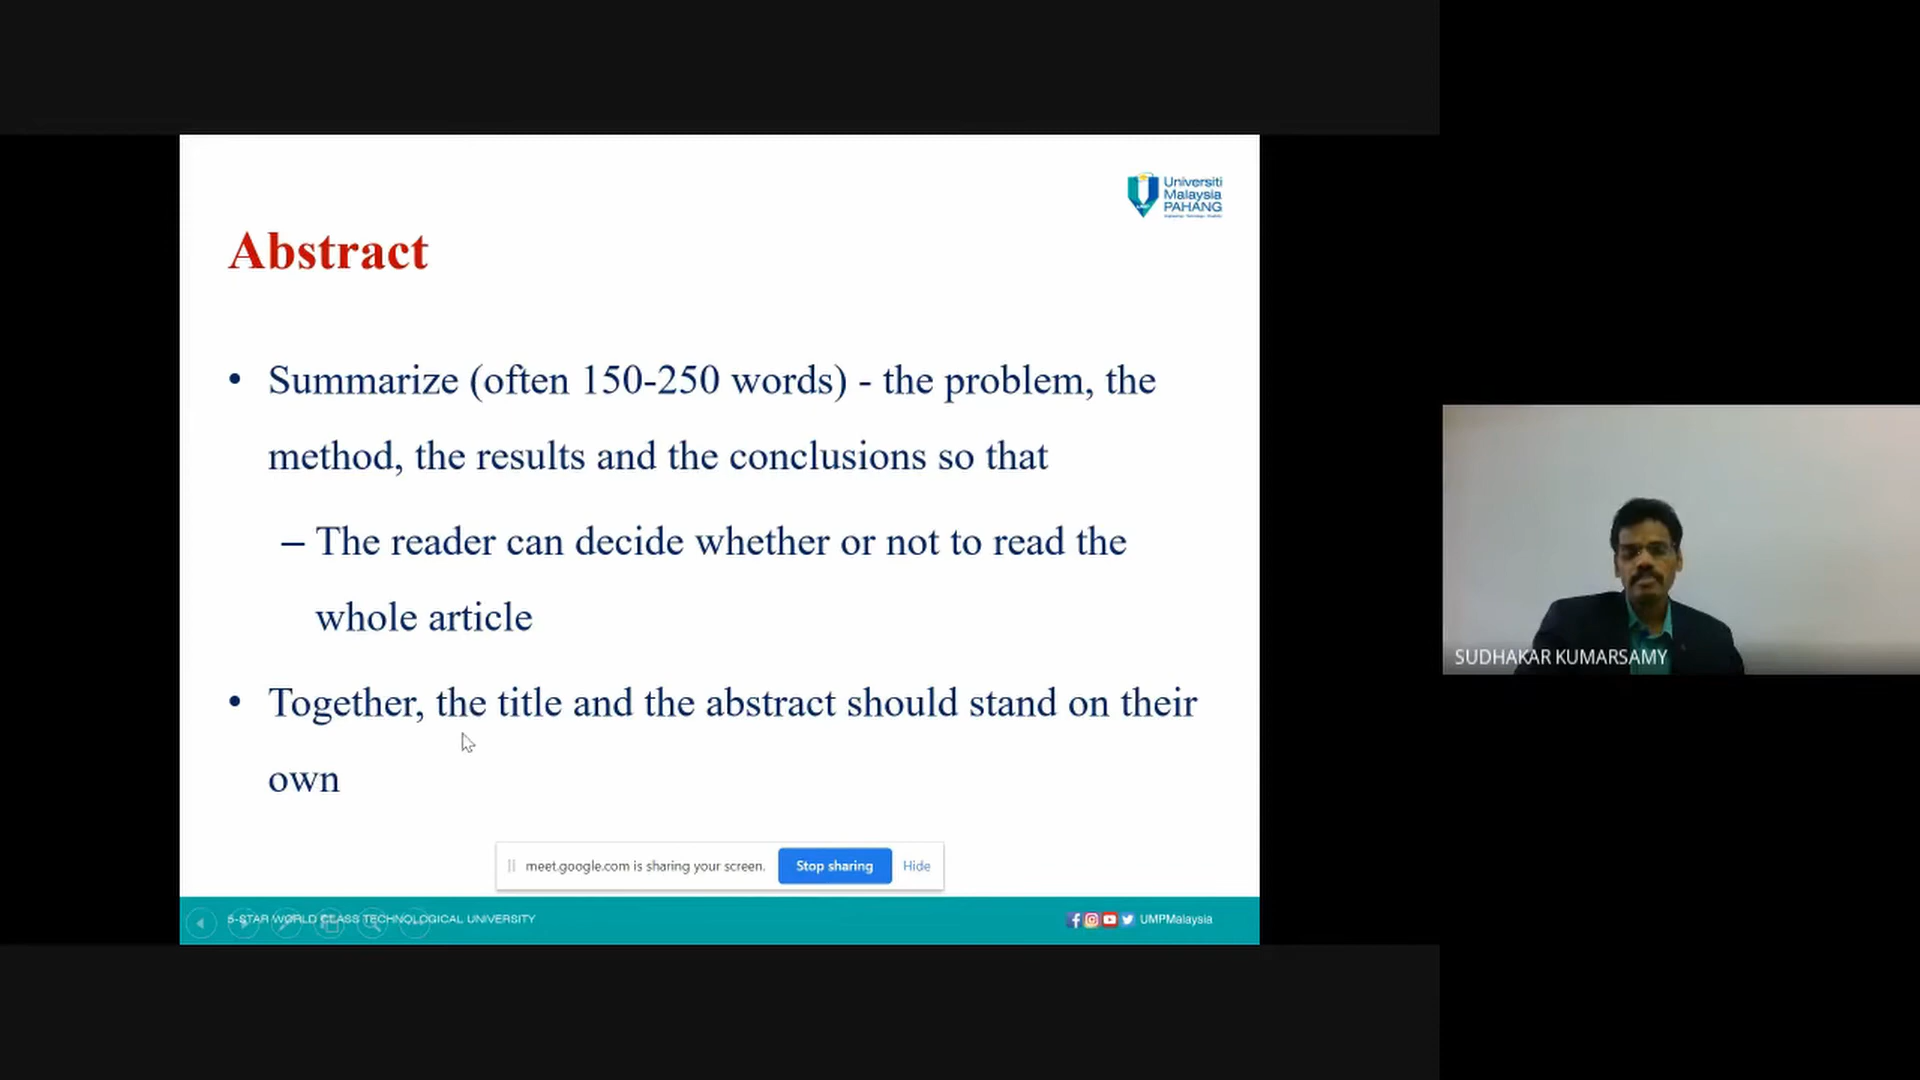 Universiti
Malaysia
PAHANG
Abstract
• Summarize (often 150-250 words) - the problem, the
method, the results and the conclusions so that
– The reader can decide whether or not to read the
whole article
• Together, the title and the abstract should stand on their
own
meet.google.com is sharing your screen. Stop sharing Hide
5-STAR WORLD CLASS TECHNOLOGICAL UNIVERSITY
UMPMalaysia
SUDHAKAR KUMARSAMY